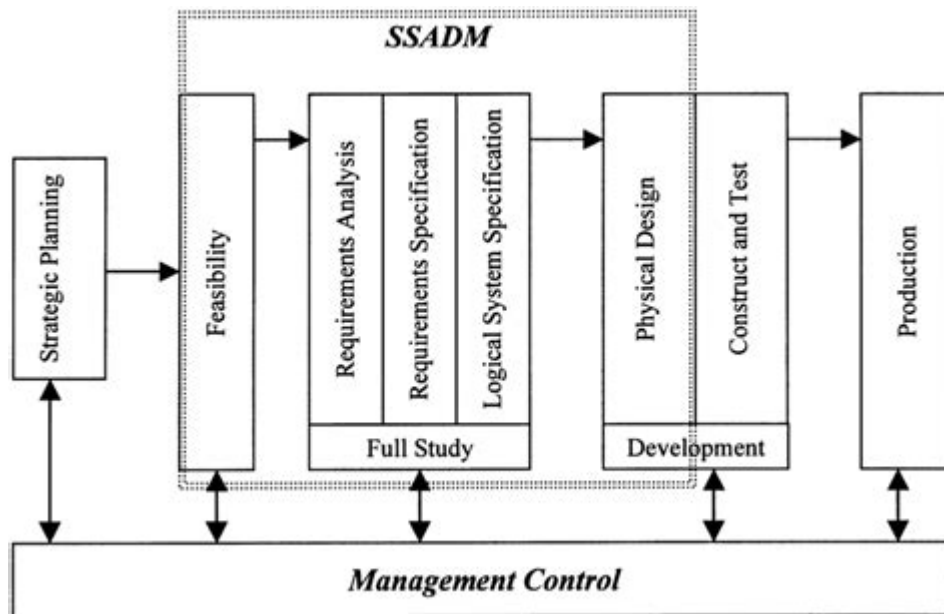 SSADM
Strategic Planning
Feasibility
Requirements Analysis
Requirements Specification
Logical System Specification
Full Study
Physical Design
Construct and Test
Development
Production
Management Control